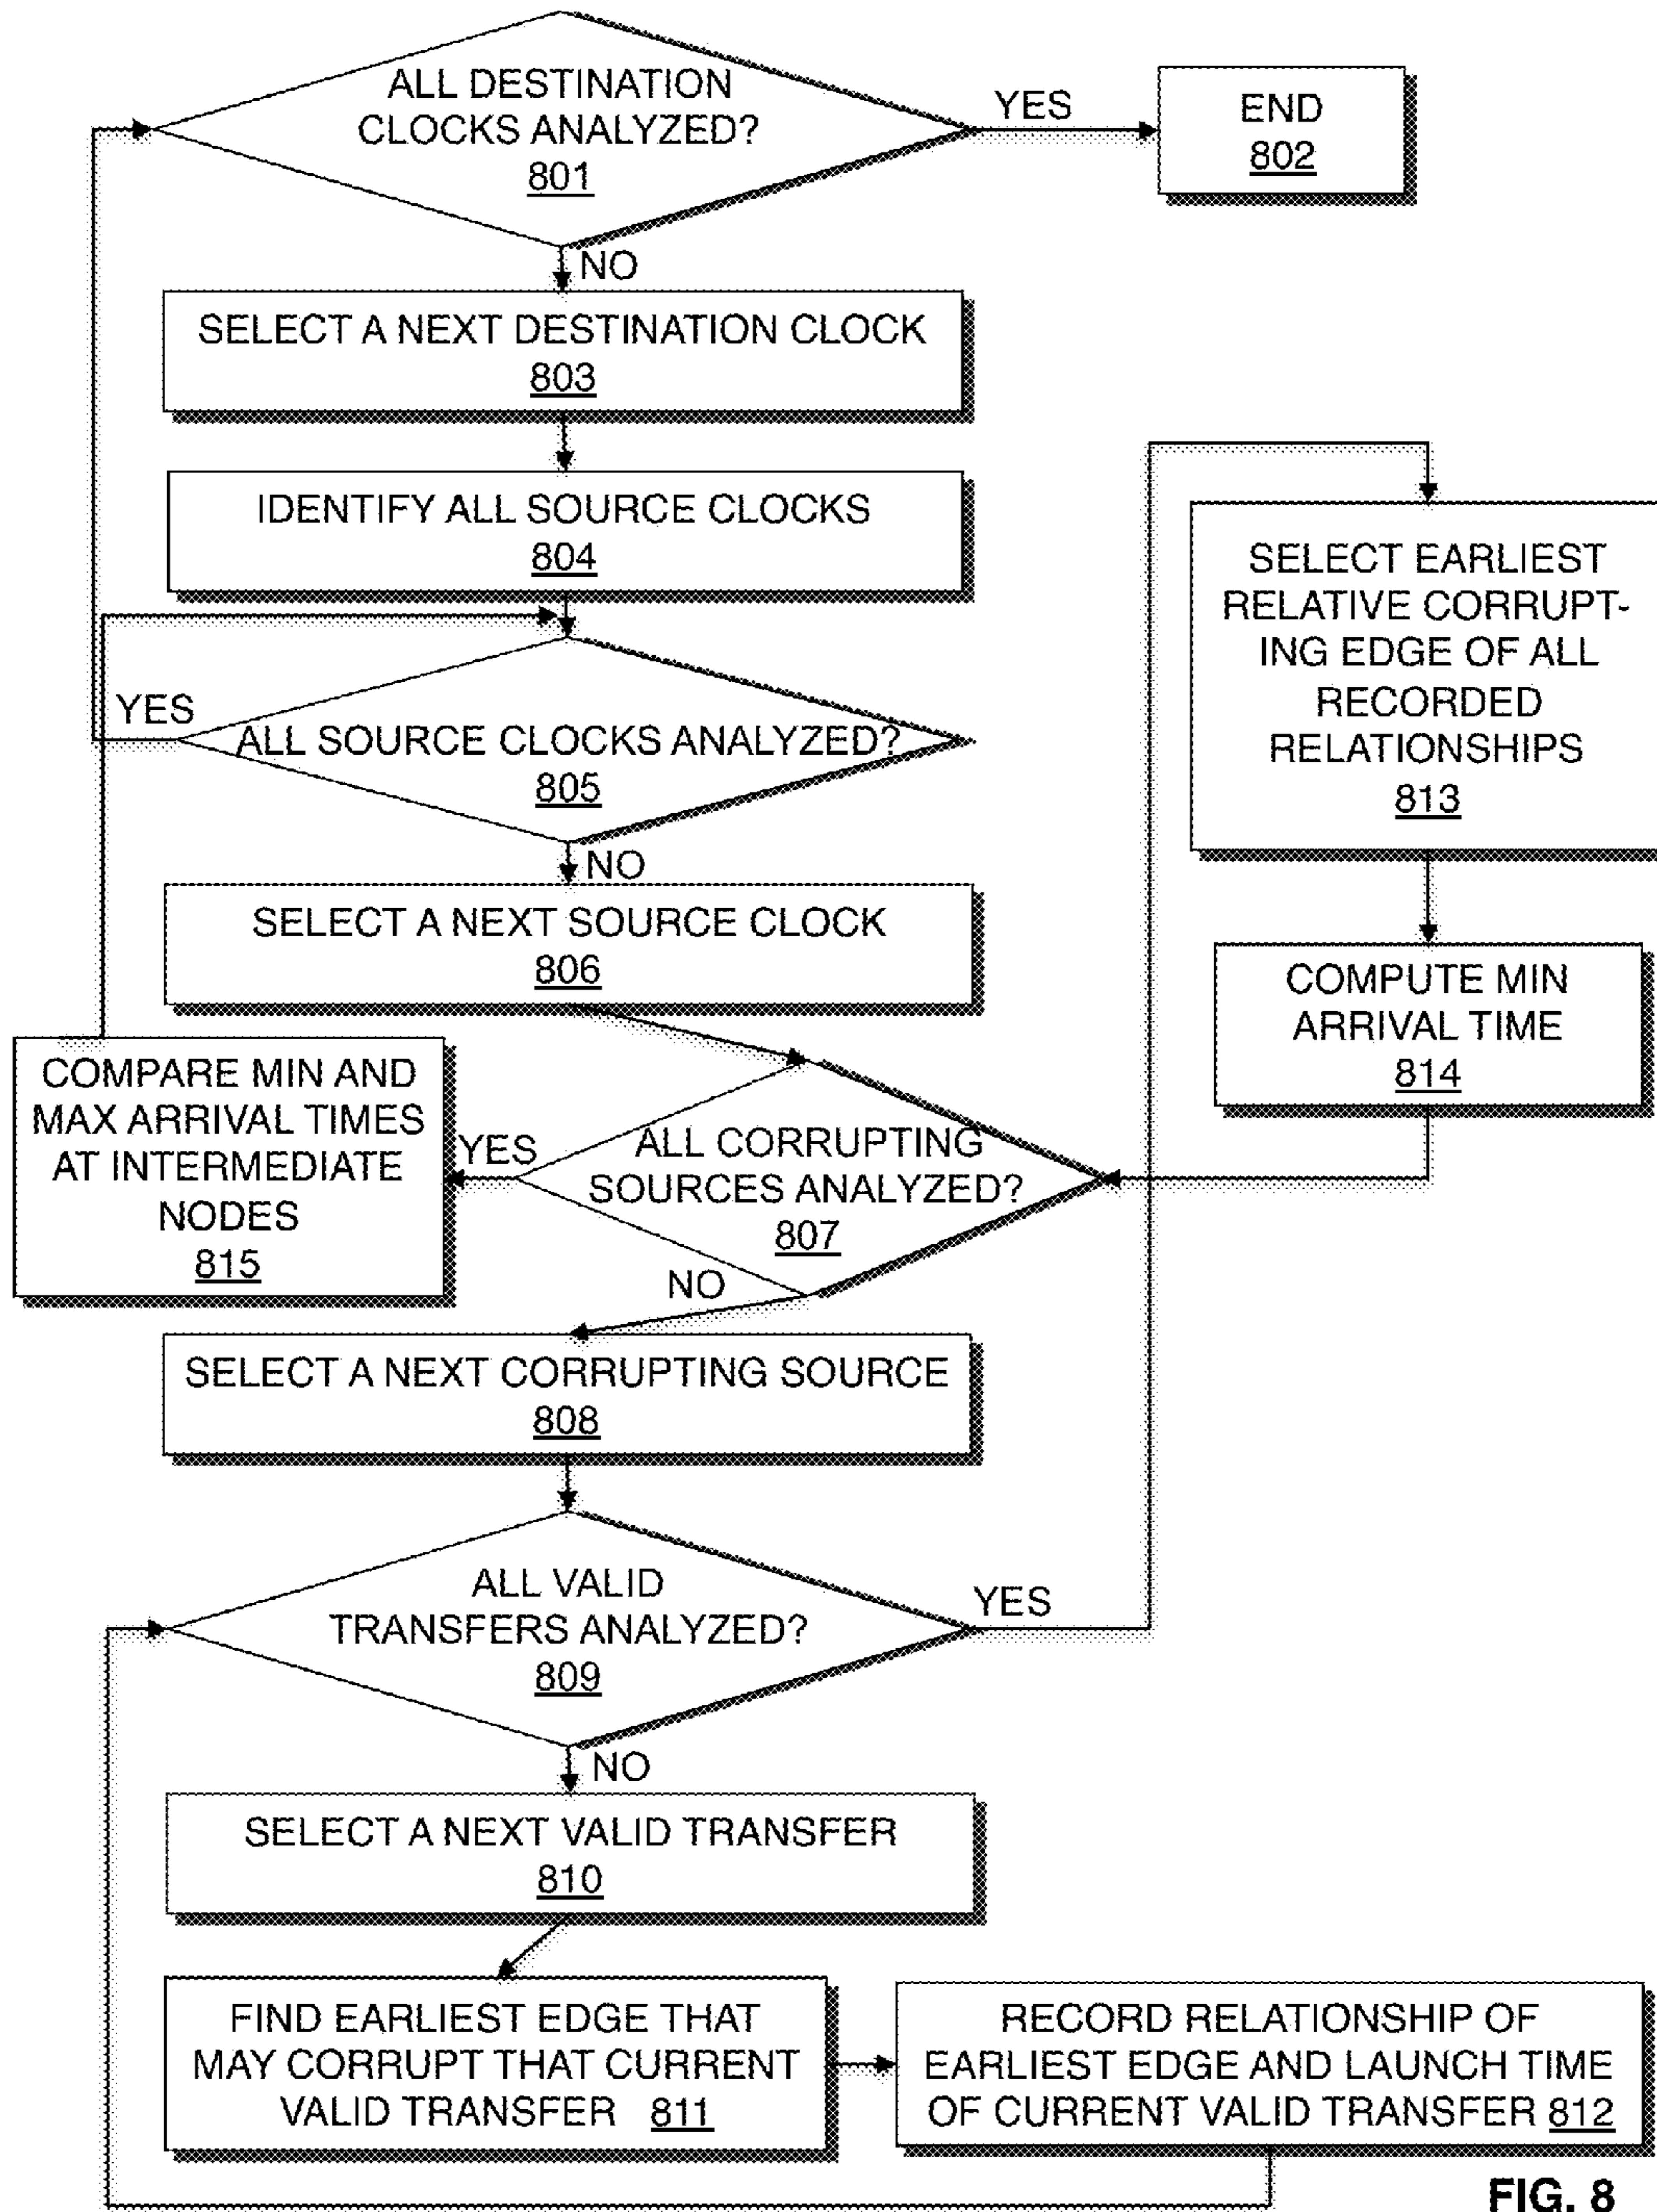 ALL DESTINATION
CLOCKS ANALYZED?
801
YES
END
802
NO
SELECT A NEXT DESTINATION CLOCK
803
IDENTIFY ALL SOURCE CLOCKS
804
YES
ALL SOURCE CLOCKS ANALYZED?
805
NO
SELECT A NEXT SOURCE CLOCK
806
ALL CORRUPTING
SOURCES ANALYZED?
807
YES
COMPARE MIN AND
MAX ARRIVAL TIMES
AT INTERMEDIATE
NODES
815
NO
SELECT A NEXT CORRUPTING SOURCE
808
ALL VALID
TRANSFERS ANALYZED?
809
YES
SELECT EARLIEST
RELATIVE CORRUPT-
ING EDGE OF ALL
RECORDED
RELATIONSHIPS
813
COMPUTE MIN
ARRIVAL TIME
814
NO
SELECT A NEXT VALID TRANSFER
810
FIND EARLIEST EDGE THAT
MAY CORRUPT THAT CURRENT
VALID TRANSFER 811
RECORD RELATIONSHIP OF
EARLIEST EDGE AND LAUNCH TIME
OF CURRENT VALID TRANSFER 812
FIG. 8